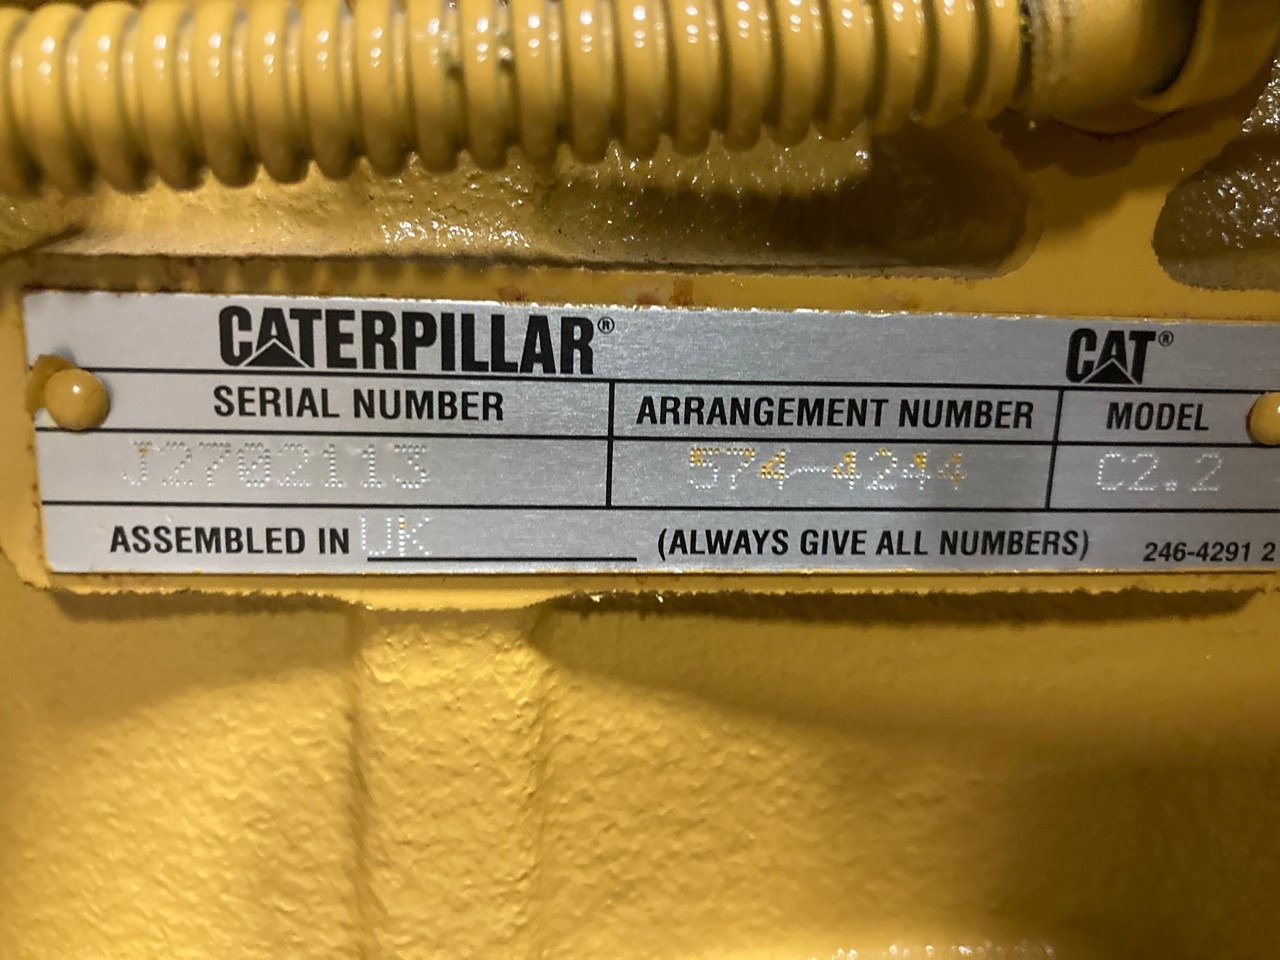 CATERPILLAR® CAT®
SERIAL NUMBER ARRANGEMENT NUMBER MODEL
J2702113 574-4244 C2.2
ASSEMBLED IN UK (ALWAYS GIVE ALL NUMBERS) 246-4291 2